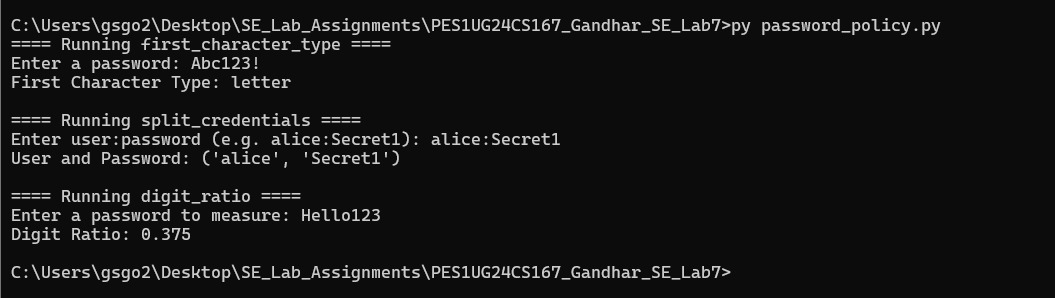 C:\Users\gsgo2\Desktop\SE_Lab_Assignments\PES1UG24CS167_Gandhar_SE_Lab7>py password_policy.py
==== Running first_character_type ====
Enter a password: Abc123!
First Character Type: letter
==== Running split_credentials ====
Enter user:password (e.g. alice:Secret1): alice:Secret1
User and Password: ('alice', 'Secret1')
==== Running digit_ratio ====
Enter a password to measure: Hello123
Digit Ratio: 0.375
C:\Users\gsgo2\Desktop\SE_Lab_Assignments\PES1UG24CS167_Gandhar_SE_Lab7>